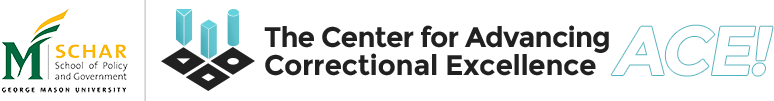 M
SCHAR
School of Policy
and Government
GEORGE MASON UNIVERSITY
The Center for Advancing
Correctional Excellence
ACE!